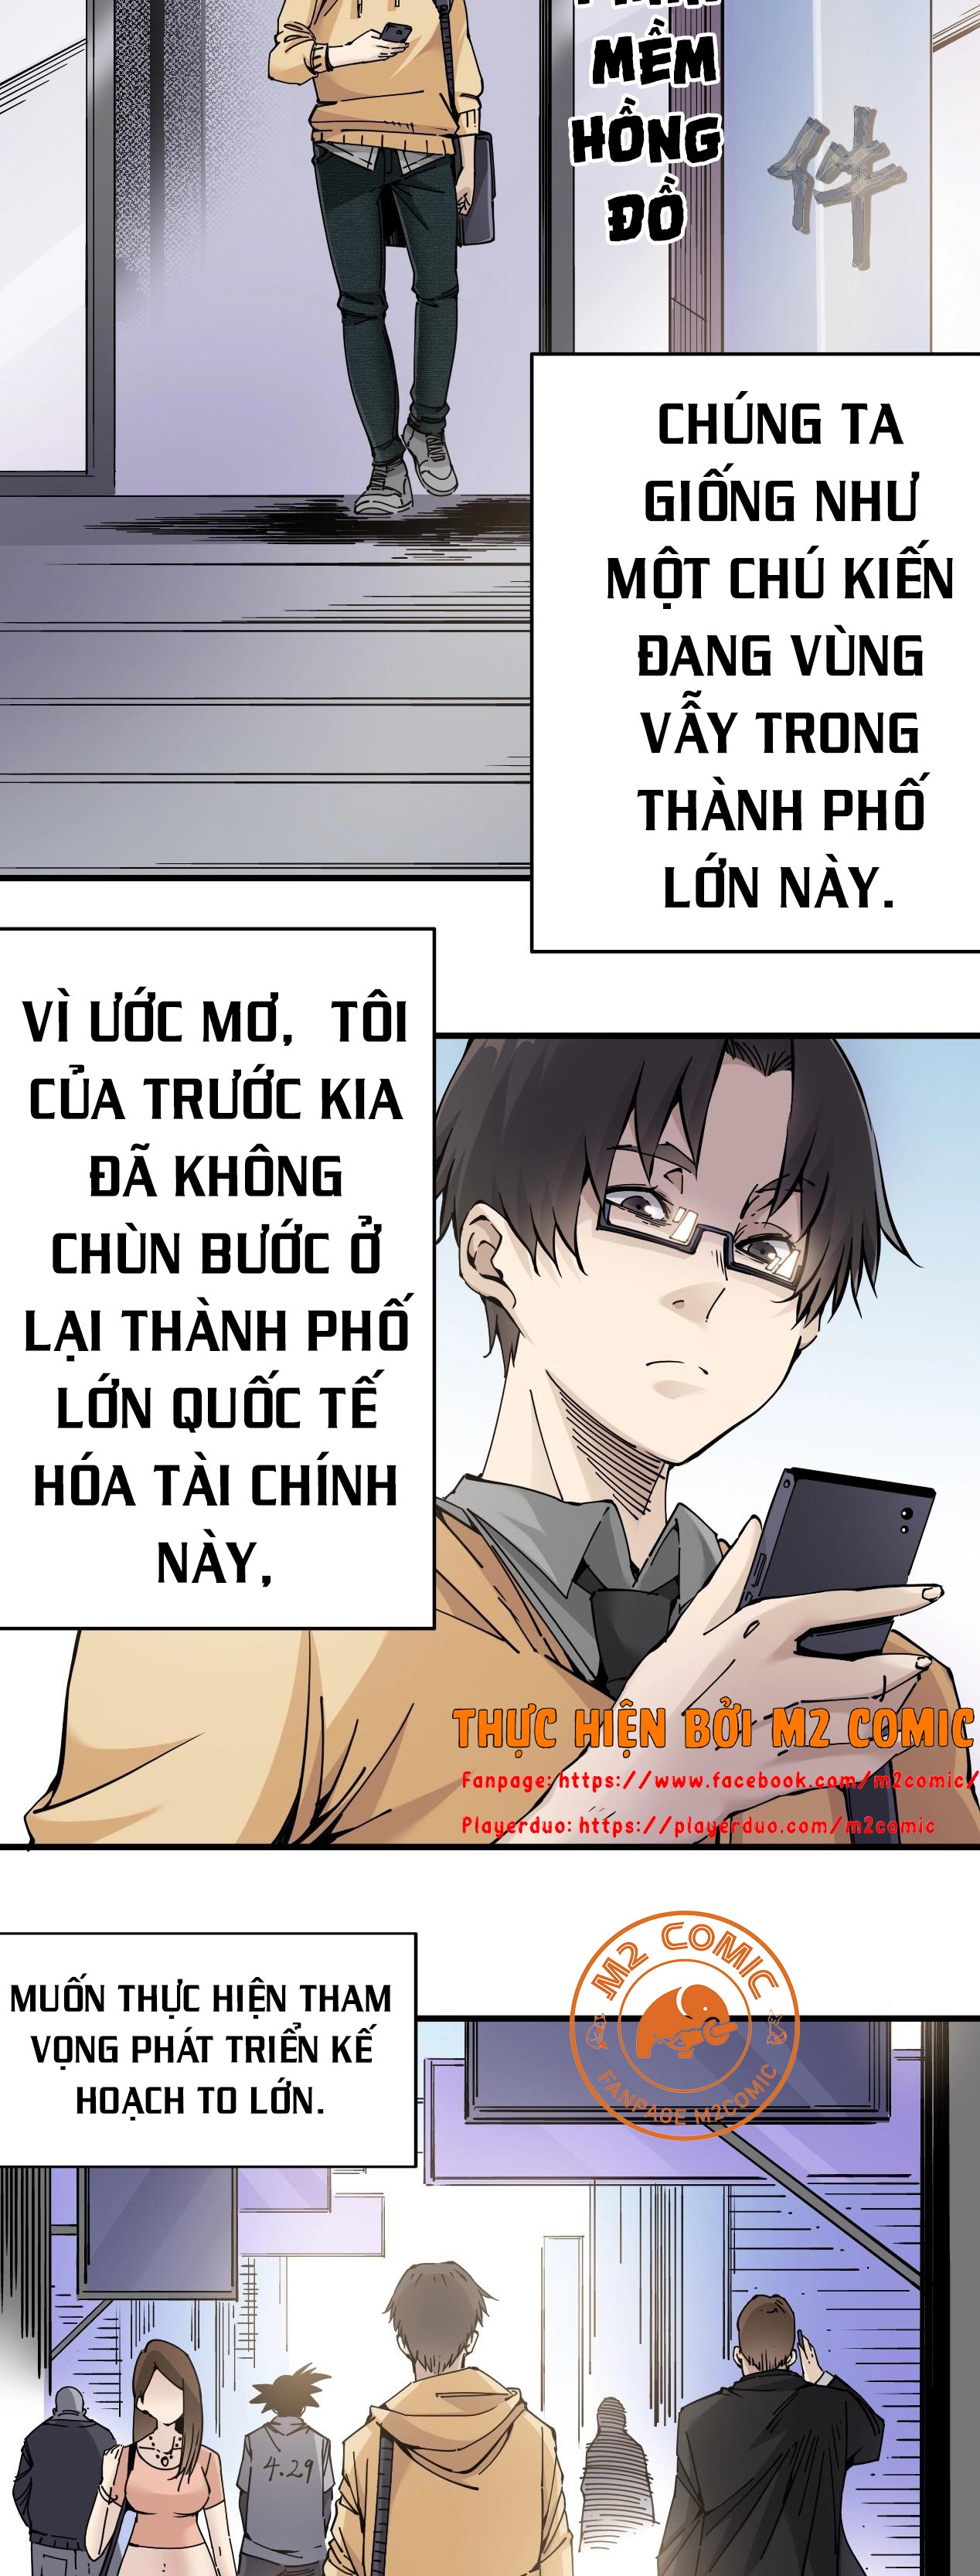 MỀM
HỒNG
ĐỒ
件
CHÚNG TA
GIỐNG NHƯ
MỘT CHÚ KIẾN
ĐANG VÙNG
VẪY TRONG
THÀNH PHỐ
LỚN NÀY.
VÌ ƯỚC MƠ, TÔI
CỦA TRƯỚC KIA
ĐÃ KHÔNG
CHÙN BƯỚC Ở
LẠI THÀNH PHỐ
LỚN QUỐC TẾ
HÓA TÀI CHÍNH
NÀY,
THỰC HIỆN BỞI M2 COMIC
Fanpage: https://www.facebook.com/m2comic/
Playerduo: https://playerduo.com/m2comic
M2 COMIC
FANPAGE M2COMIC
MUỐN THỰC HIỆN THAM
VỌNG PHÁT TRIỂN KẾ
HOẠCH TO LỚN.
4.29